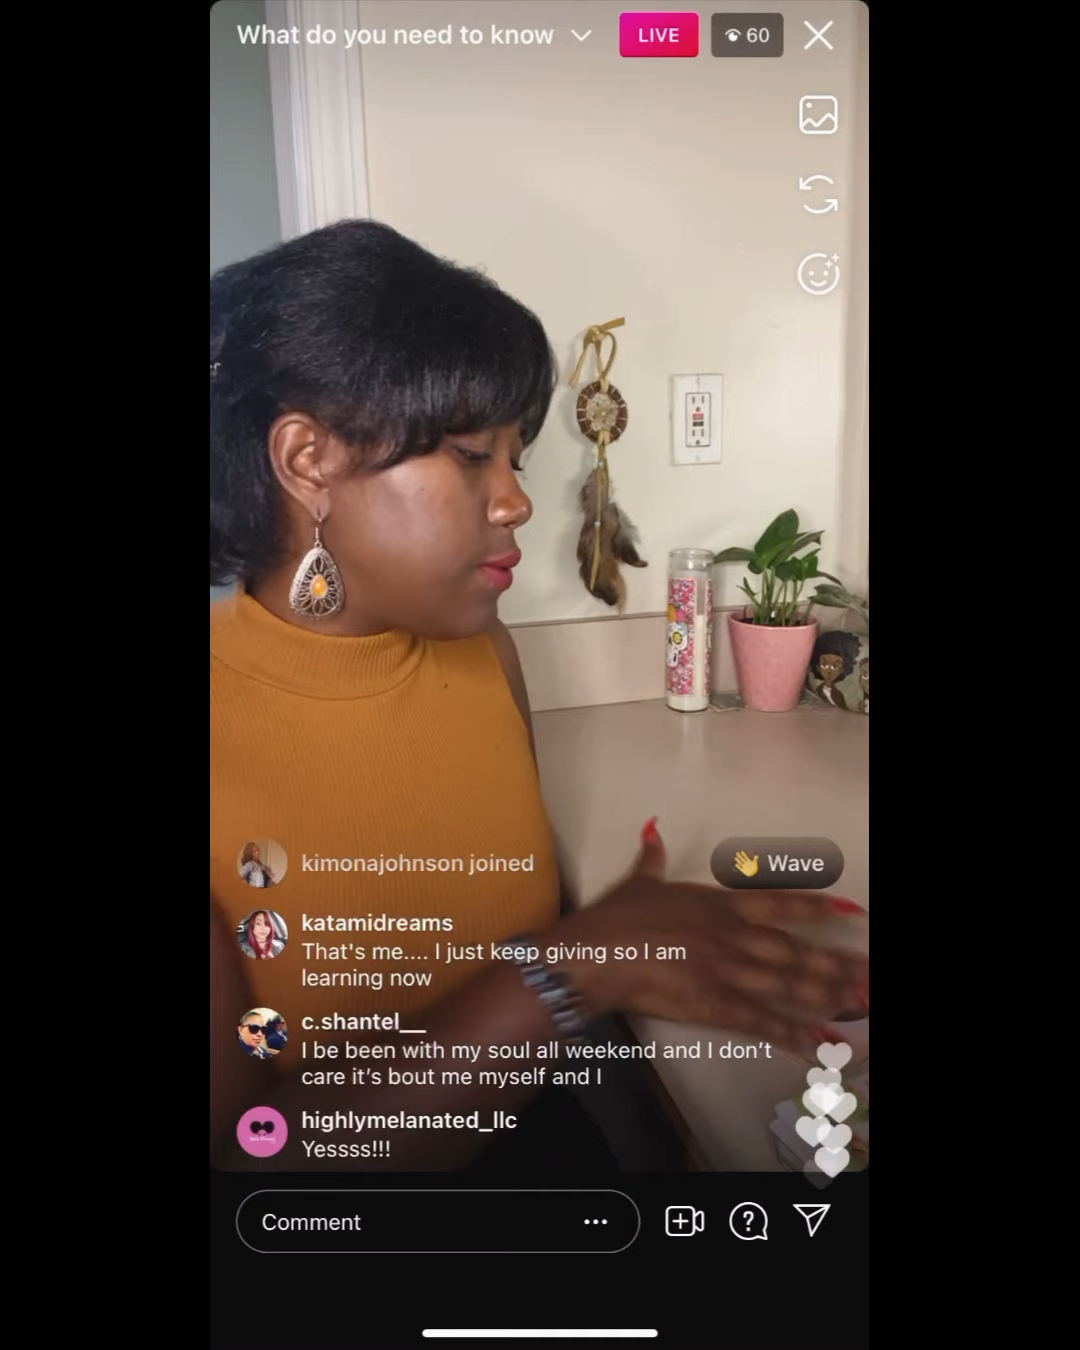 What do you need to know
LIVE
60
kimonajohnson joined
Wave
katamidreams
That's me.... I just keep giving so I am
learning now
c.shantel__
I be been with my soul all weekend and I don’t
care it’s bout me myself and I
highlymelanated_llc
Yessss!!!
Comment